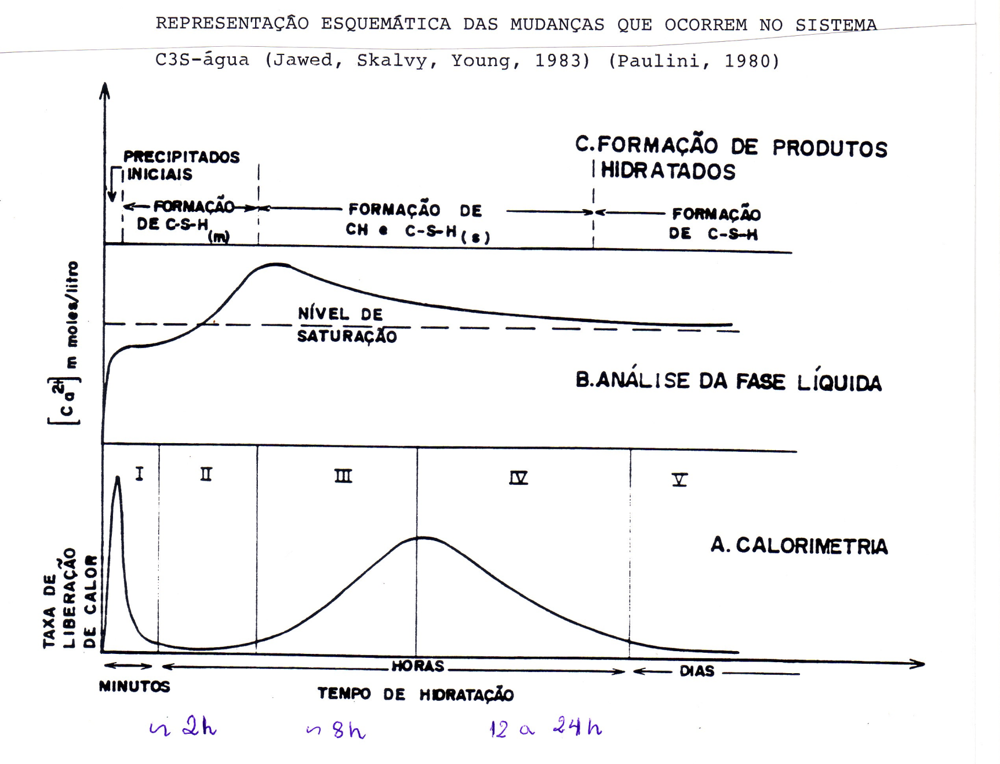 REPRESENTAÇÃO ESQUEMÁTICA DAS MUDANÇAS QUE OCORREM NO SISTEMA
C3S-água (Jawed, Skalvy, Young, 1983) (Paulini, 1980)
C.FORMAÇÃO DE PRODUTOS
HIDRATADOS
PRECIPITADOS
INICIAIS
FORMAÇÃO
DE C-S-H(m)
FORMAÇÃO DE
CH e C-S-H(s)
FORMAÇÃO
DE C-S-H
[Ca2+] m moles/litro
NÍVEL DE
SATURAÇÃO
B.ANÁLISE DA FASE LÍQUIDA
I II III IV V
A. CALORIMETRIA
TAXA DE
LIBERAÇÃO
DE CALOR
MINUTOS
HORAS
DIAS
TEMPO DE HIDRATAÇÃO
~ 2h ~ 8h 12 a 24h